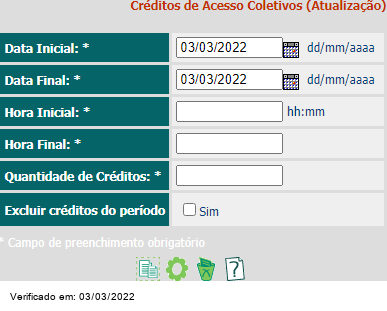 Créditos de Acesso Coletivos (Atualização)
Data Inicial: * 03/03/2022 dd/mm/aaaa
Data Final: * 03/03/2022 dd/mm/aaaa
Hora Inicial: * hh:mm
Hora Final: *
Quantidade de Créditos: *
Excluir créditos do período Sim
* Campo de preenchimento obrigatório
?
Verificado em: 03/03/2022